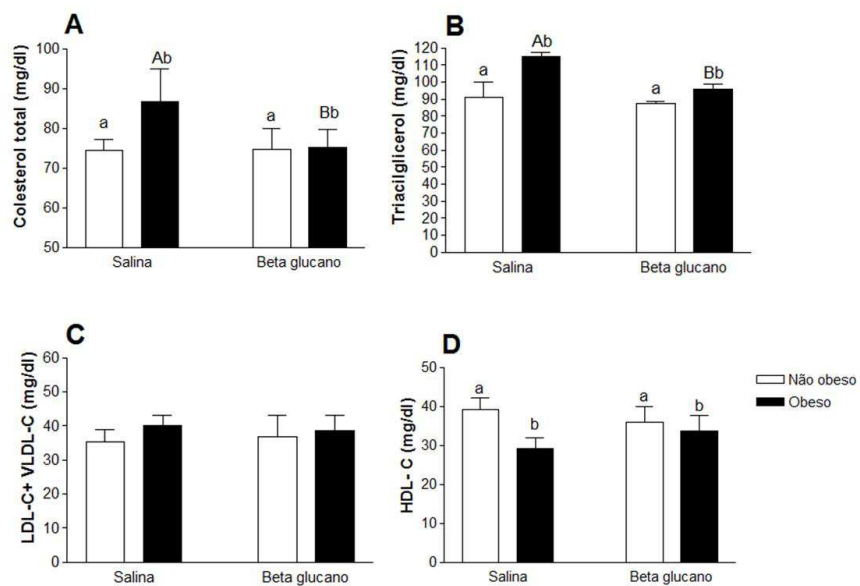 A
Colesterol total (mg/dl)
100
90
80
70
60
50
a
Ab
a
Bb
Salina
Beta glucano
B
Triacilglicerol (mg/dl)
120
110
100
90
80
70
60
50
40
30
20
10
0
a
Ab
a
Bb
Salina
Beta glucano
C
LDL-C+ VLDL-C (mg/dl)
60
50
40
30
20
10
0
Salina
Beta glucano
D
HDL- C (mg/dl)
50
40
30
20
10
0
a
b
a
b
Salina
Beta glucano
Não obeso
Obeso